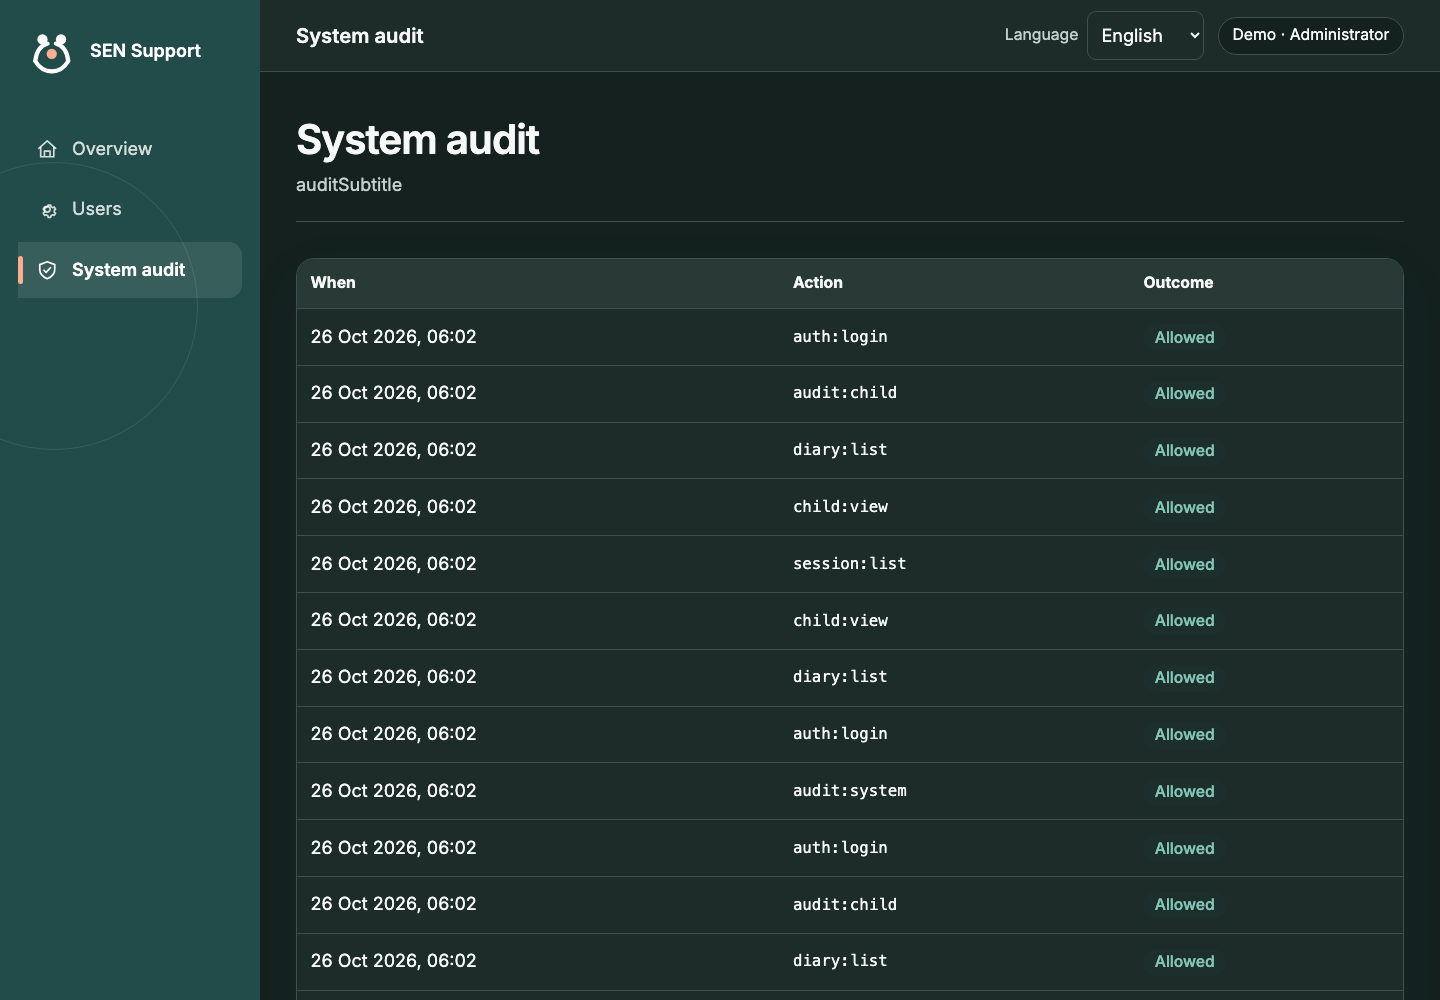 SEN Support
System audit
Language
English
Demo · Administrator
Overview
Users
System audit
System audit
auditSubtitle
When Action Outcome
26 Oct 2026, 06:02 auth:login Allowed
26 Oct 2026, 06:02 audit:child Allowed
26 Oct 2026, 06:02 diary:list Allowed
26 Oct 2026, 06:02 child:view Allowed
26 Oct 2026, 06:02 session:list Allowed
26 Oct 2026, 06:02 child:view Allowed
26 Oct 2026, 06:02 diary:list Allowed
26 Oct 2026, 06:02 auth:login Allowed
26 Oct 2026, 06:02 audit:system Allowed
26 Oct 2026, 06:02 auth:login Allowed
26 Oct 2026, 06:02 audit:child Allowed
26 Oct 2026, 06:02 diary:list Allowed